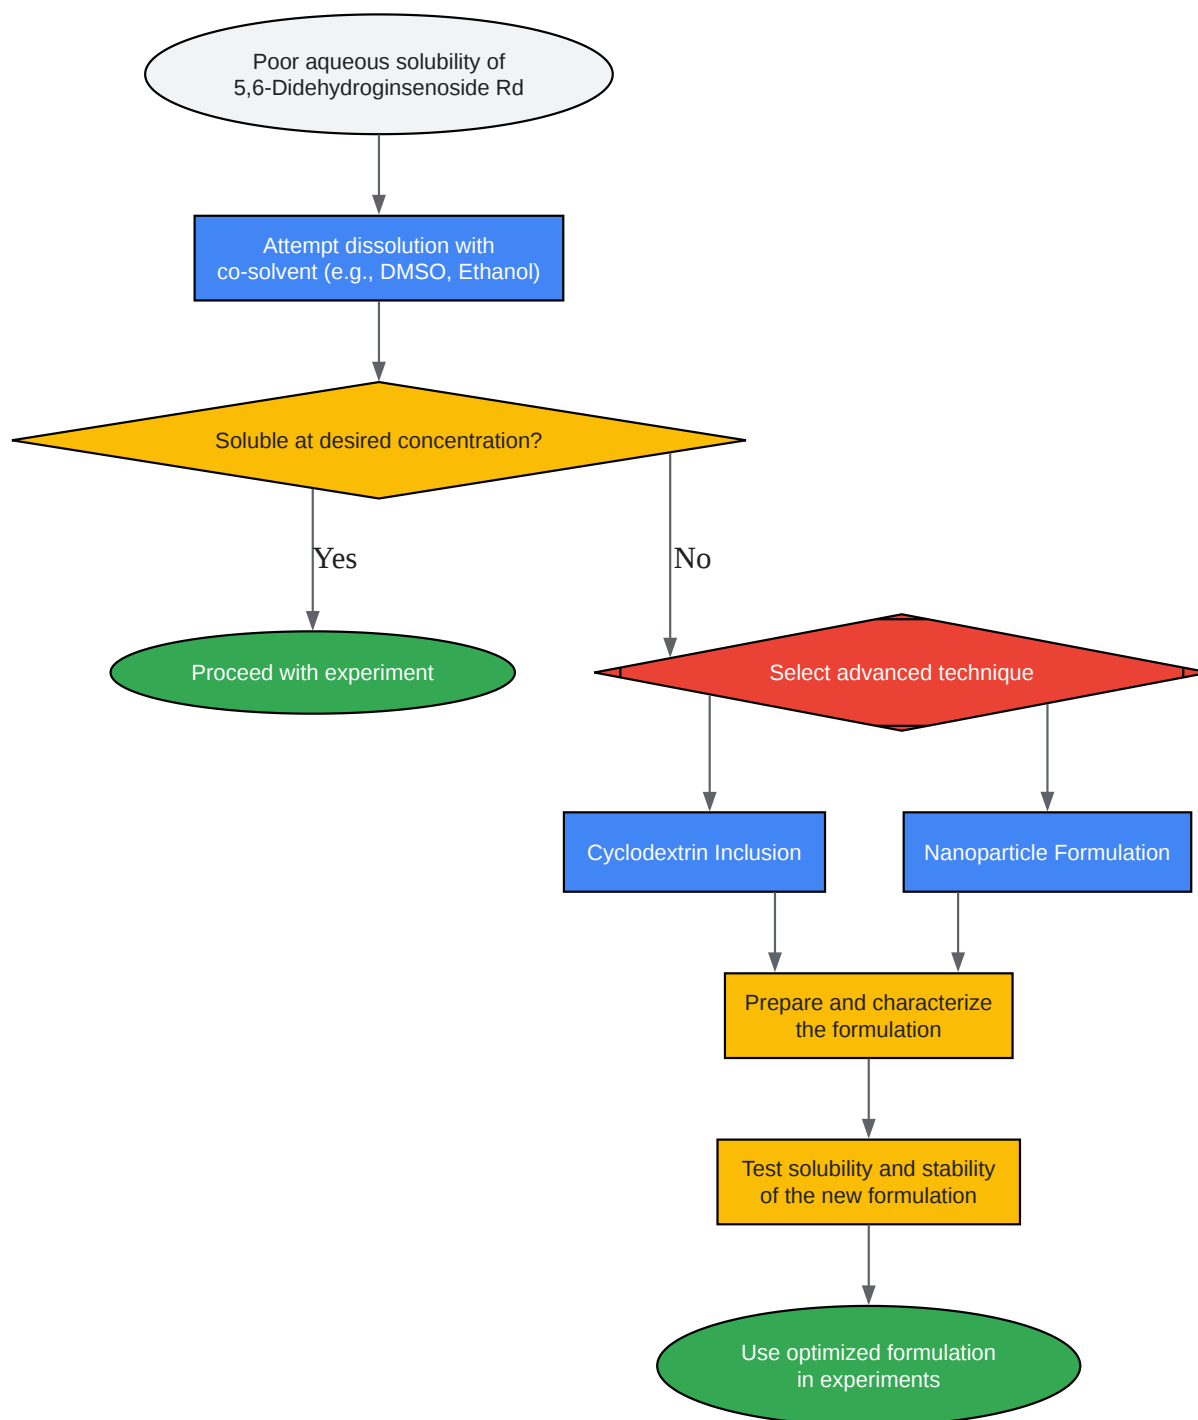 Poor aqueous solubility of
5,6-Didehydroginsenoside Rd
Attempt dissolution with
co-solvent (e.g., DMSO, Ethanol)
Soluble at desired concentration?
Yes
No
Proceed with experiment
Select advanced technique
Cyclodextrin Inclusion
Nanoparticle Formulation
Prepare and characterize
the formulation
Test solubility and stability
of the new formulation
Use optimized formulation
in experiments